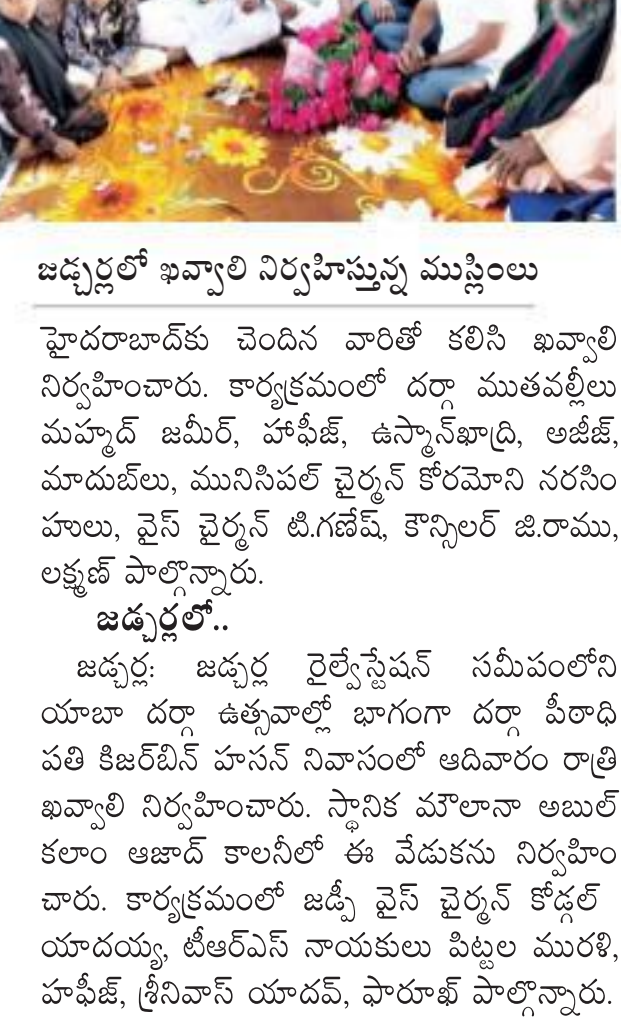 జడ్చర్లలో ఖవ్వాలి నిర్వహిస్తున్న ముస్లింలు
హైదరాబాద్‌కు చెందిన వారితో కలిసి ఖవ్వాలి
నిర్వహించారు. కార్యక్రమంలో దర్గా ముతవల్లీలు
మహ్మద్ జమీర్, హాఫీజ్, ఉస్మాన్‌ఖాద్రి, అజీజ్,
మాదుబ్‌లు, మునిసిపల్ చైర్మన్ కోరమోని నరసిం
హులు, వైస్ చైర్మన్ టి.గణేష్, కౌన్సిలర్ జి.రాము,
లక్ష్మణ్ పాల్గొన్నారు.
జడ్చర్లలో..
జడ్చర్ల: జడ్చర్ల రైల్వేస్టేషన్ సమీపంలోని
యాబా దర్గా ఉత్సవాల్లో భాగంగా దర్గా పీఠాధి
పతి కిజర్‌బిన్ హసన్ నివాసంలో ఆదివారం రాత్రి
ఖవ్వాలి నిర్వహించారు. స్థానిక మౌలానా అబుల్
కలాం ఆజాద్ కాలనీలో ఈ వేడుకను నిర్వహిం
చారు. కార్యక్రమంలో జడ్పీ వైస్ చైర్మన్ కోడ్గల్
యాదయ్య, టీఆర్ఎస్ నాయకులు పిట్టల మురళి,
హఫీజ్, శ్రీనివాస్ యాదవ్, ఫారూఖ్ పాల్గొన్నారు.